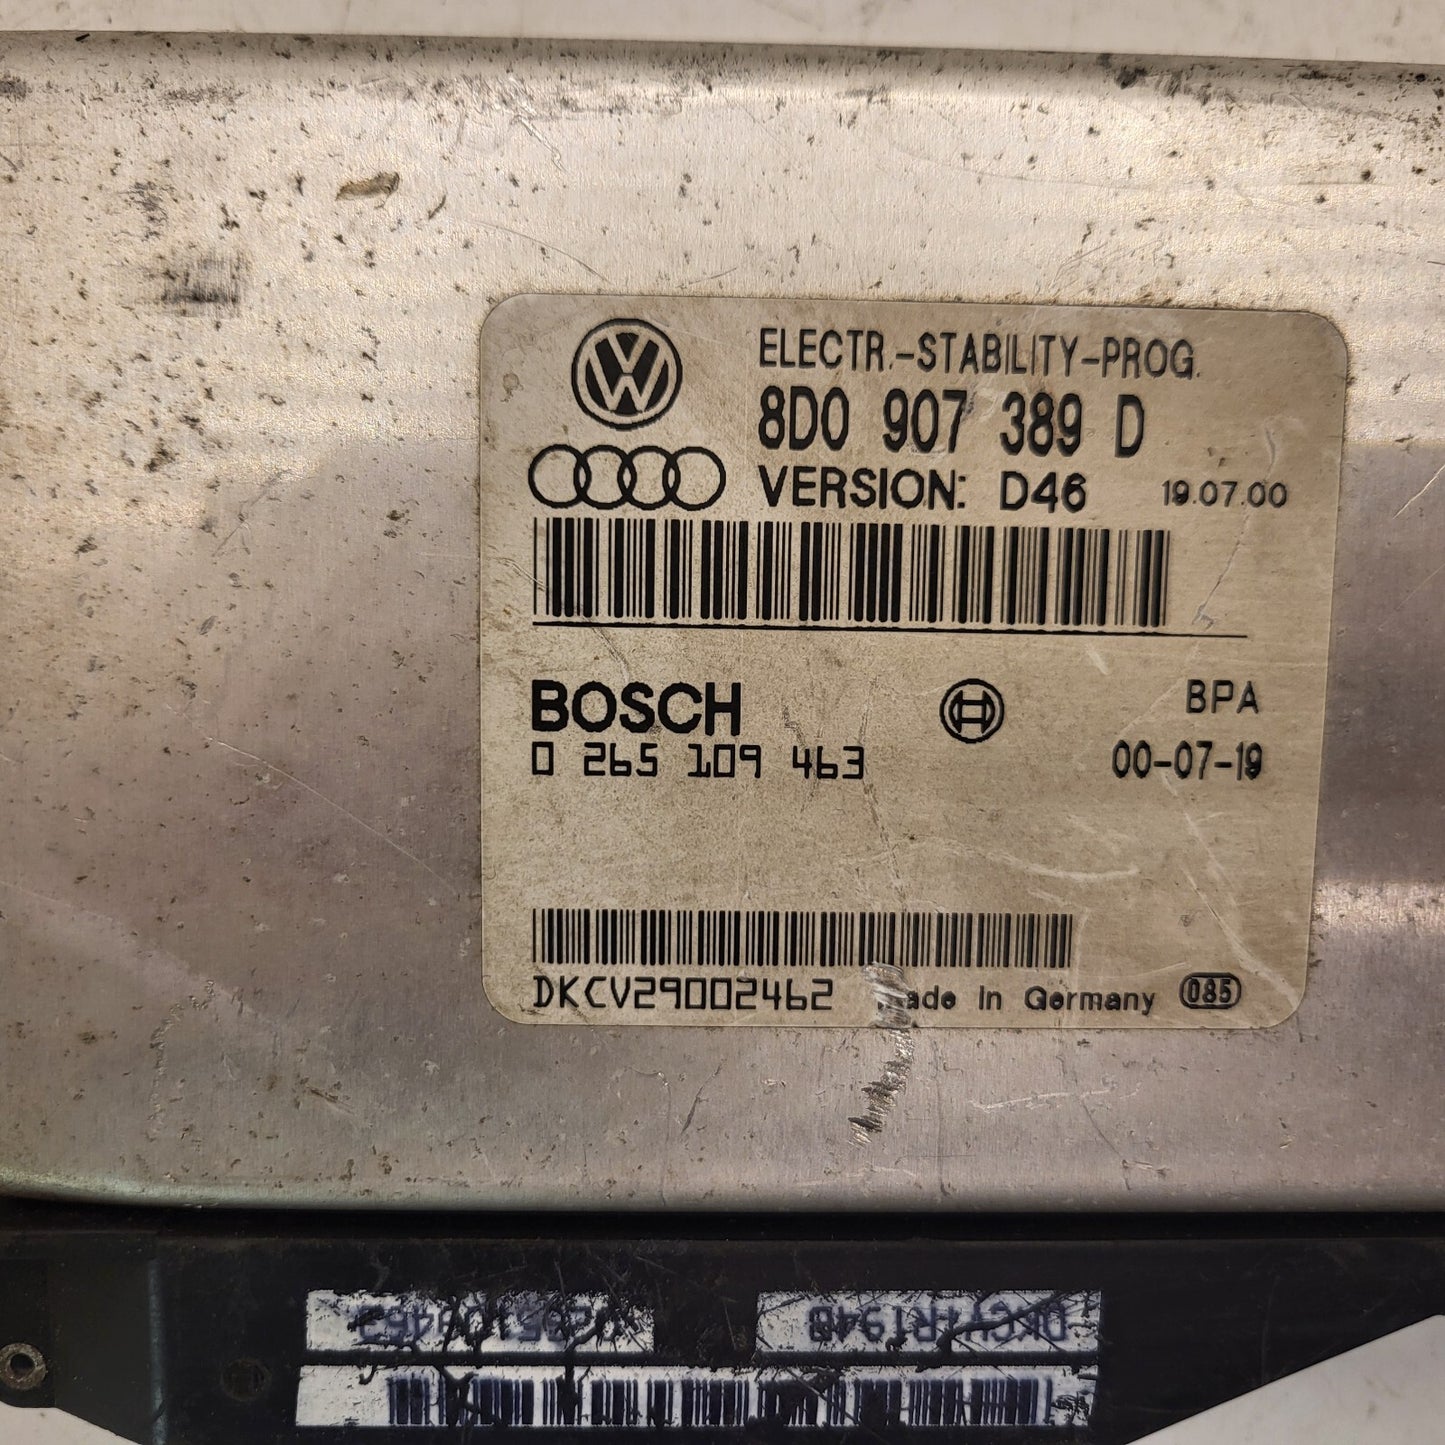 ELECTR.-STABILITY-PROG.
8D0 907 389 D
VERSION: D46 19.07.00
BOSCH BPA
0 265 109 463 00-07-19
DKCV29002462 ade In Germany 085